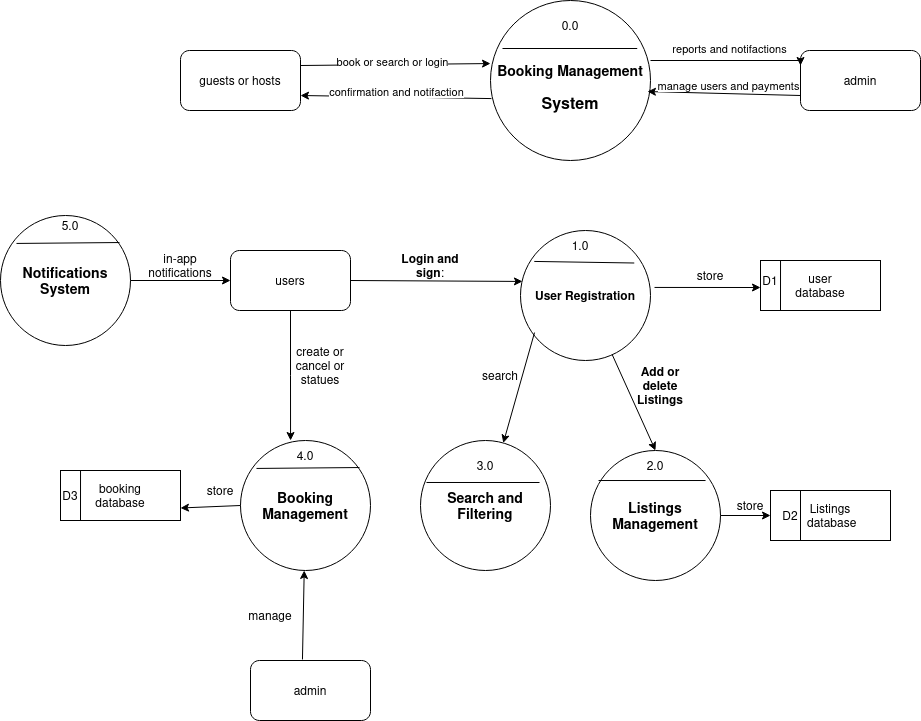 0.0
Booking Management
System
guests or hosts
book or search or login
confirmation and notifaction
reports and notifactions
manage users and payments
admin
5.0
Notifications
System
in-app
notifications
users
Login and
sign:
1.0
User Registration
store
D1
user
database
create or
cancel or
statues
search
Add or
delete
Listings
4.0
Booking
Management
store
D3
booking
database
3.0
Search and
Filtering
2.0
Listings
Management
store
D2
Listings
database
manage
admin